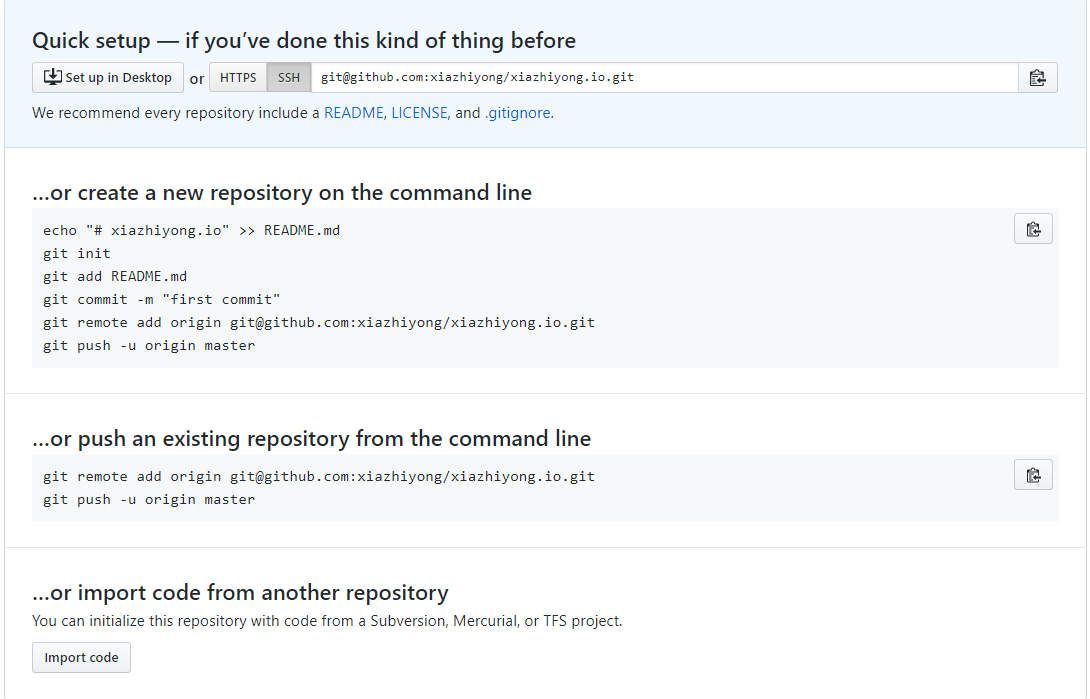 Quick setup — if you’ve done this kind of thing before
Set up in Desktop or HTTPS SSH git@github.com:xiazhiyong/xiazhiyong.io.git
We recommend every repository include a README, LICENSE, and .gitignore.
…or create a new repository on the command line
echo "# xiazhiyong.io" >> README.md
git init
git add README.md
git commit -m "first commit"
git remote add origin git@github.com:xiazhiyong/xiazhiyong.io.git
git push -u origin master
…or push an existing repository from the command line
git remote add origin git@github.com:xiazhiyong/xiazhiyong.io.git
git push -u origin master
…or import code from another repository
You can initialize this repository with code from a Subversion, Mercurial, or TFS project.
Import code